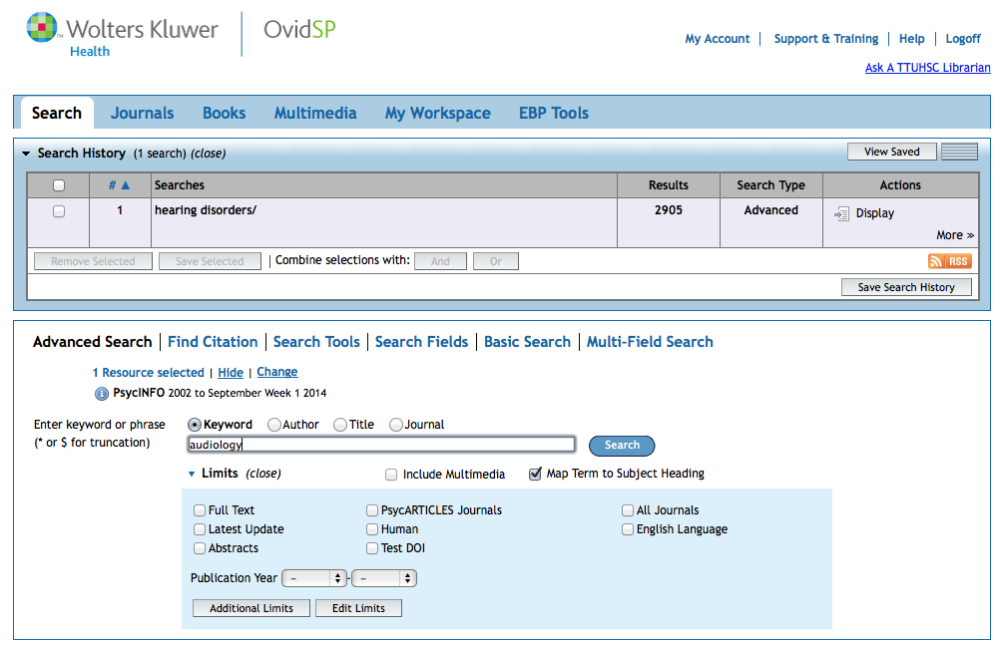 Wolters Kluwer OvidSP
TM
Health
My Account | Support & Training | Help | Logoff
Ask A TTUHSC Librarian
Search Journals Books Multimedia My Workspace EBP Tools
Search History (1 search) (close) View Saved
# ▲ Searches Results Search Type Actions
1 hearing disorders/ 2905 Advanced Display
More »
Remove Selected Save Selected | Combine selections with: And Or RSS
Save Search History
Advanced Search | Find Citation | Search Tools | Search Fields | Basic Search | Multi-Field Search
1 Resource selected | Hide | Change
i PsycINFO 2002 to September Week 1 2014
Enter keyword or phrase Keyword Author Title Journal
(* or $ for truncation)
audiology Search
Limits (close) Include Multimedia Map Term to Subject Heading
Full Text PsycARTICLES Journals All Journals
Latest Update Human English Language
Abstracts Test DOI
Publication Year – - –
Additional Limits Edit Limits